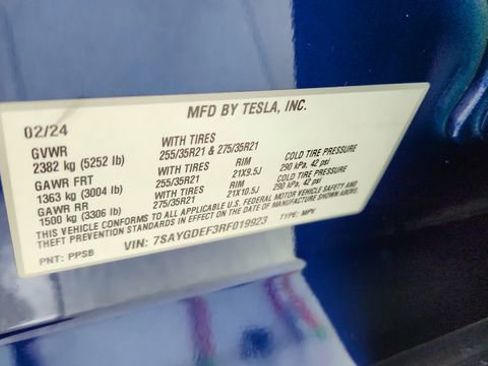 MFD BY TESLA, INC.
02/24
GVWR WITH TIRES
2382 kg (5252 lb) 255/35R21 & 275/35R21
GAWR FRT WITH TIRES RIM COLD TIRE PRESSURE
1363 kg (3004 lb) 255/35R21 21X9.5J 290 kPa, 42 psi
GAWR RR WITH TIRES RIM COLD TIRE PRESSURE
1500 kg (3306 lb) 275/35R21 21X10.5J 290 kPa, 42 psi
THIS VEHICLE CONFORMS TO ALL APPLICABLE U.S. FEDERAL MOTOR VEHICLE SAFETY AND
THEFT PREVENTION STANDARDS IN EFFECT ON THE DATE OF MANUFACTURE SHOWN ABOVE.
VIN: 7SAYGDEF3RF019923 TYPE: MPV
PNT: PPSB